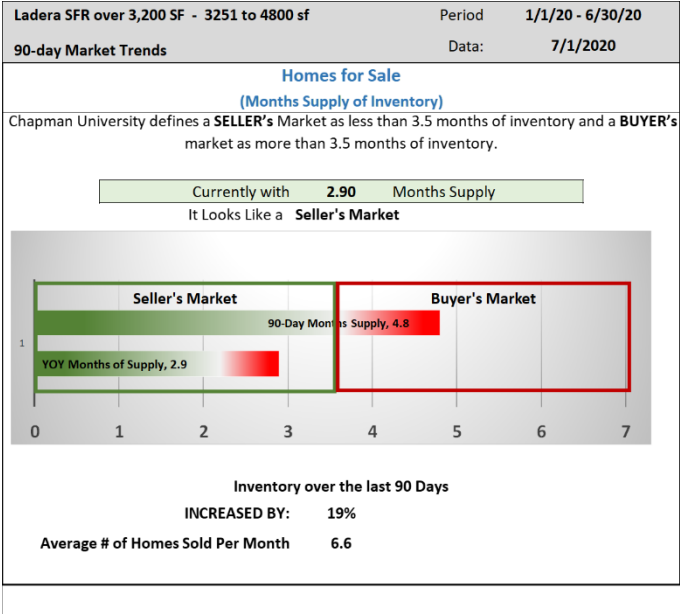 Ladera SFR over 3,200 SF - 3251 to 4800 sf Period 1/1/20 - 6/30/20
90-day Market Trends Data: 7/1/2020
Homes for Sale
(Months Supply of Inventory)
Chapman University defines a SELLER's Market as less than 3.5 months of inventory and a BUYER's
market as more than 3.5 months of inventory.
Currently with 2.90 Months Supply
It Looks Like a Seller's Market
Seller's Market Buyer's Market
90-Day Months Supply, 4.8
1
YOY Months of Supply, 2.9
0 1 2 3 4 5 6 7
Inventory over the last 90 Days
INCREASED BY: 19%
Average # of Homes Sold Per Month 6.6